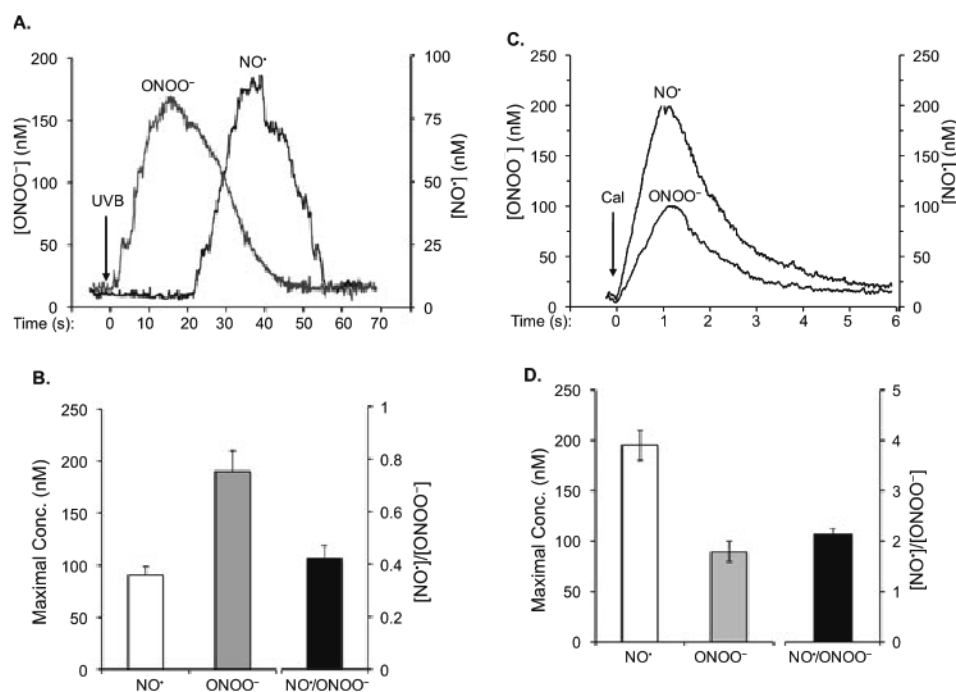 A.
200
150
100
50
0
[ONOO⁻] (nM)
100
75
50
25
0
[NO•] (nM)
ONOO⁻
NO•
UVB
Time (s): 0 10 20 30 40 50 60 70
C.
250
200
150
100
50
0
[ONOO ] (nM)
250
200
150
100
50
0
[NO•] (nM)
NO•
ONOO⁻
Cal
Time (s): 0 1 2 3 4 5 6
B.
250
200
150
100
50
0
Maximal Conc. (nM)
1
0.8
0.6
0.4
0.2
0
[NO•]/[ONOO⁻]
NO• ONOO⁻ NO•/ONOO⁻
D.
250
200
150
100
50
0
Maximal Conc. (nM)
5
4
3
2
1
0
[NO•]/[ONOO⁻]
NO• ONOO⁻ NO•/ONOO⁻